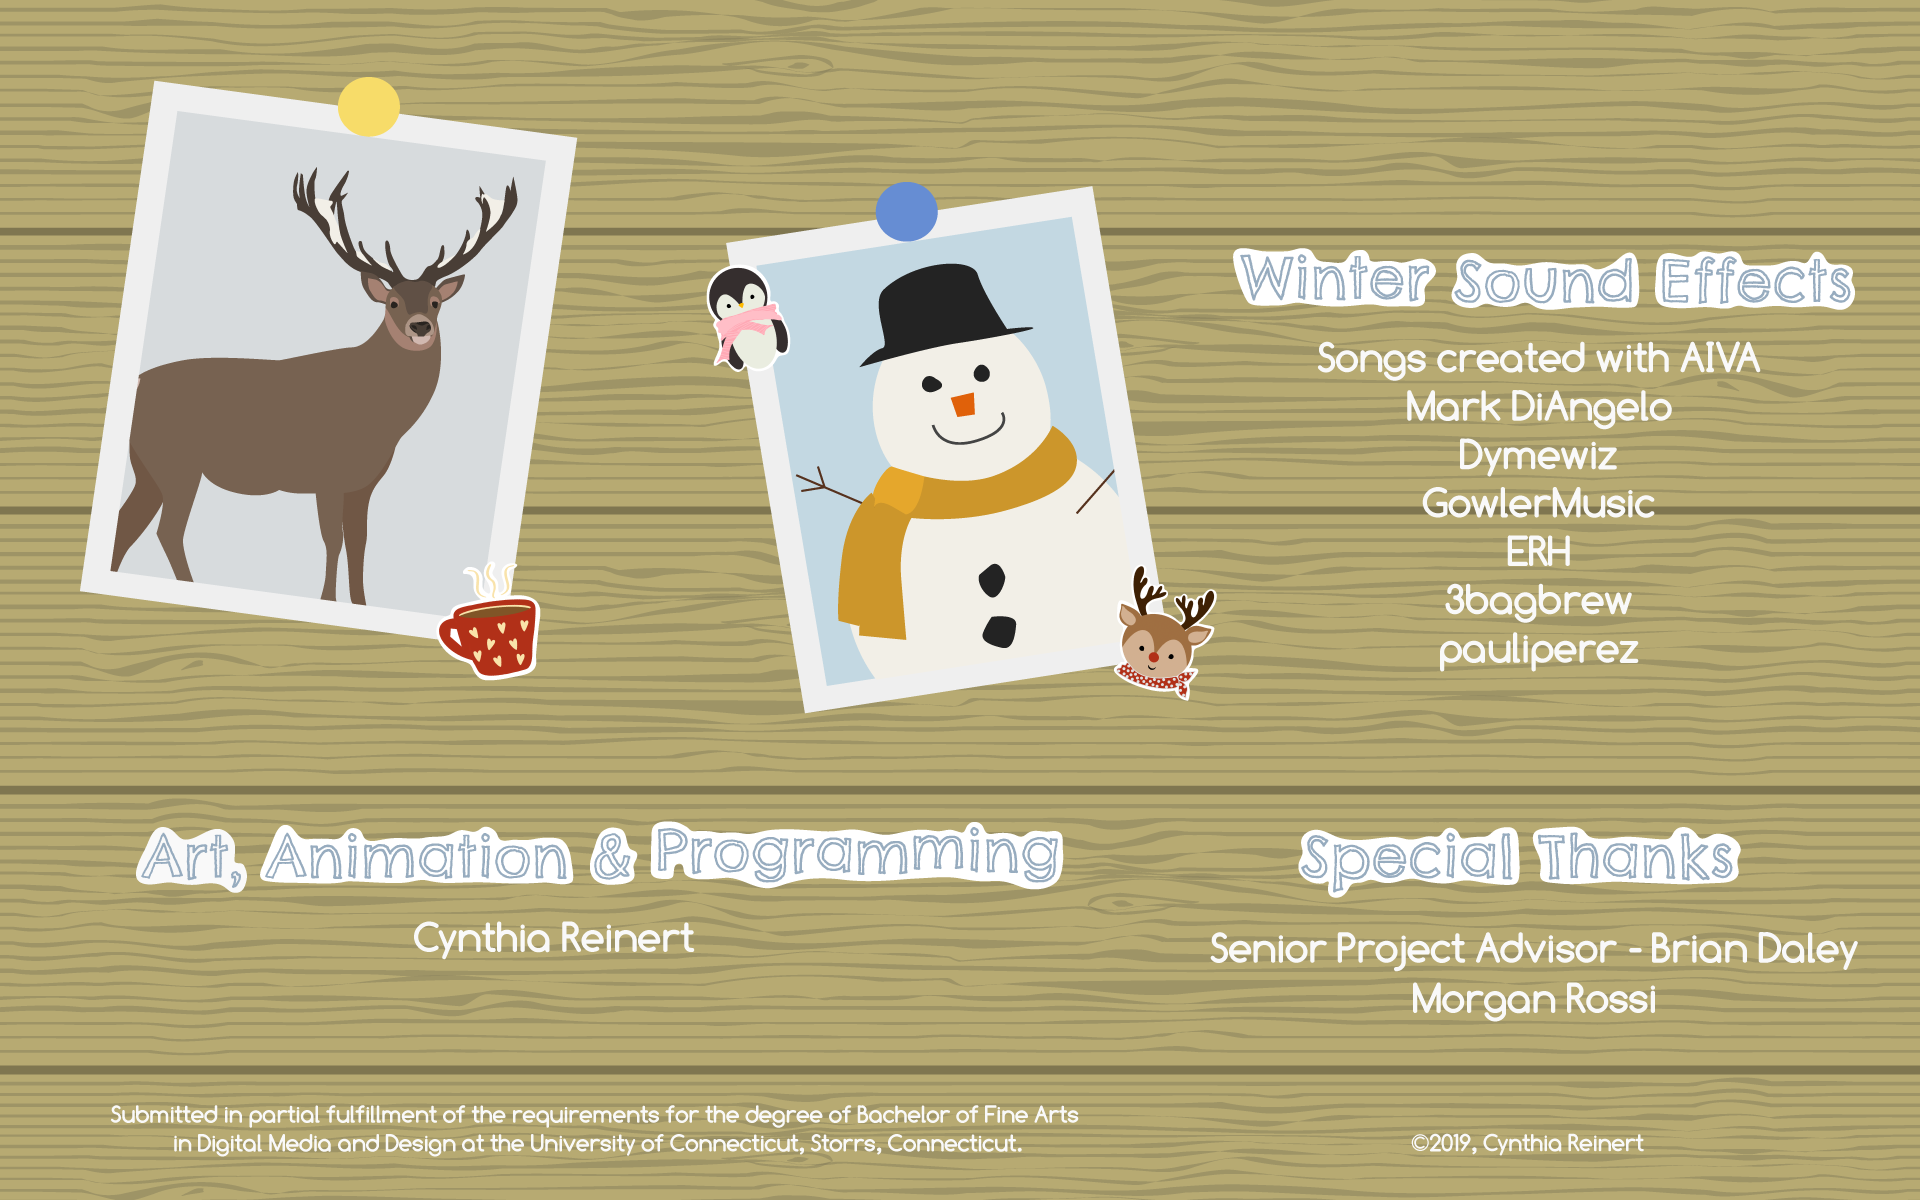 Winter Sound Effects
Songs created with AIVA
Mark DiAngelo
Dymewiz
GowlerMusic
ERH
3bagbrew
pauliperez
Art, Animation & Programming
Cynthia Reinert
Special Thanks
Senior Project Advisor - Brian Daley
Morgan Rossi
Submitted in partial fulfillment of the requirements for the degree of Bachelor of Fine Arts
in Digital Media and Design at the University of Connecticut, Storrs, Connecticut.
©2019, Cynthia Reinert